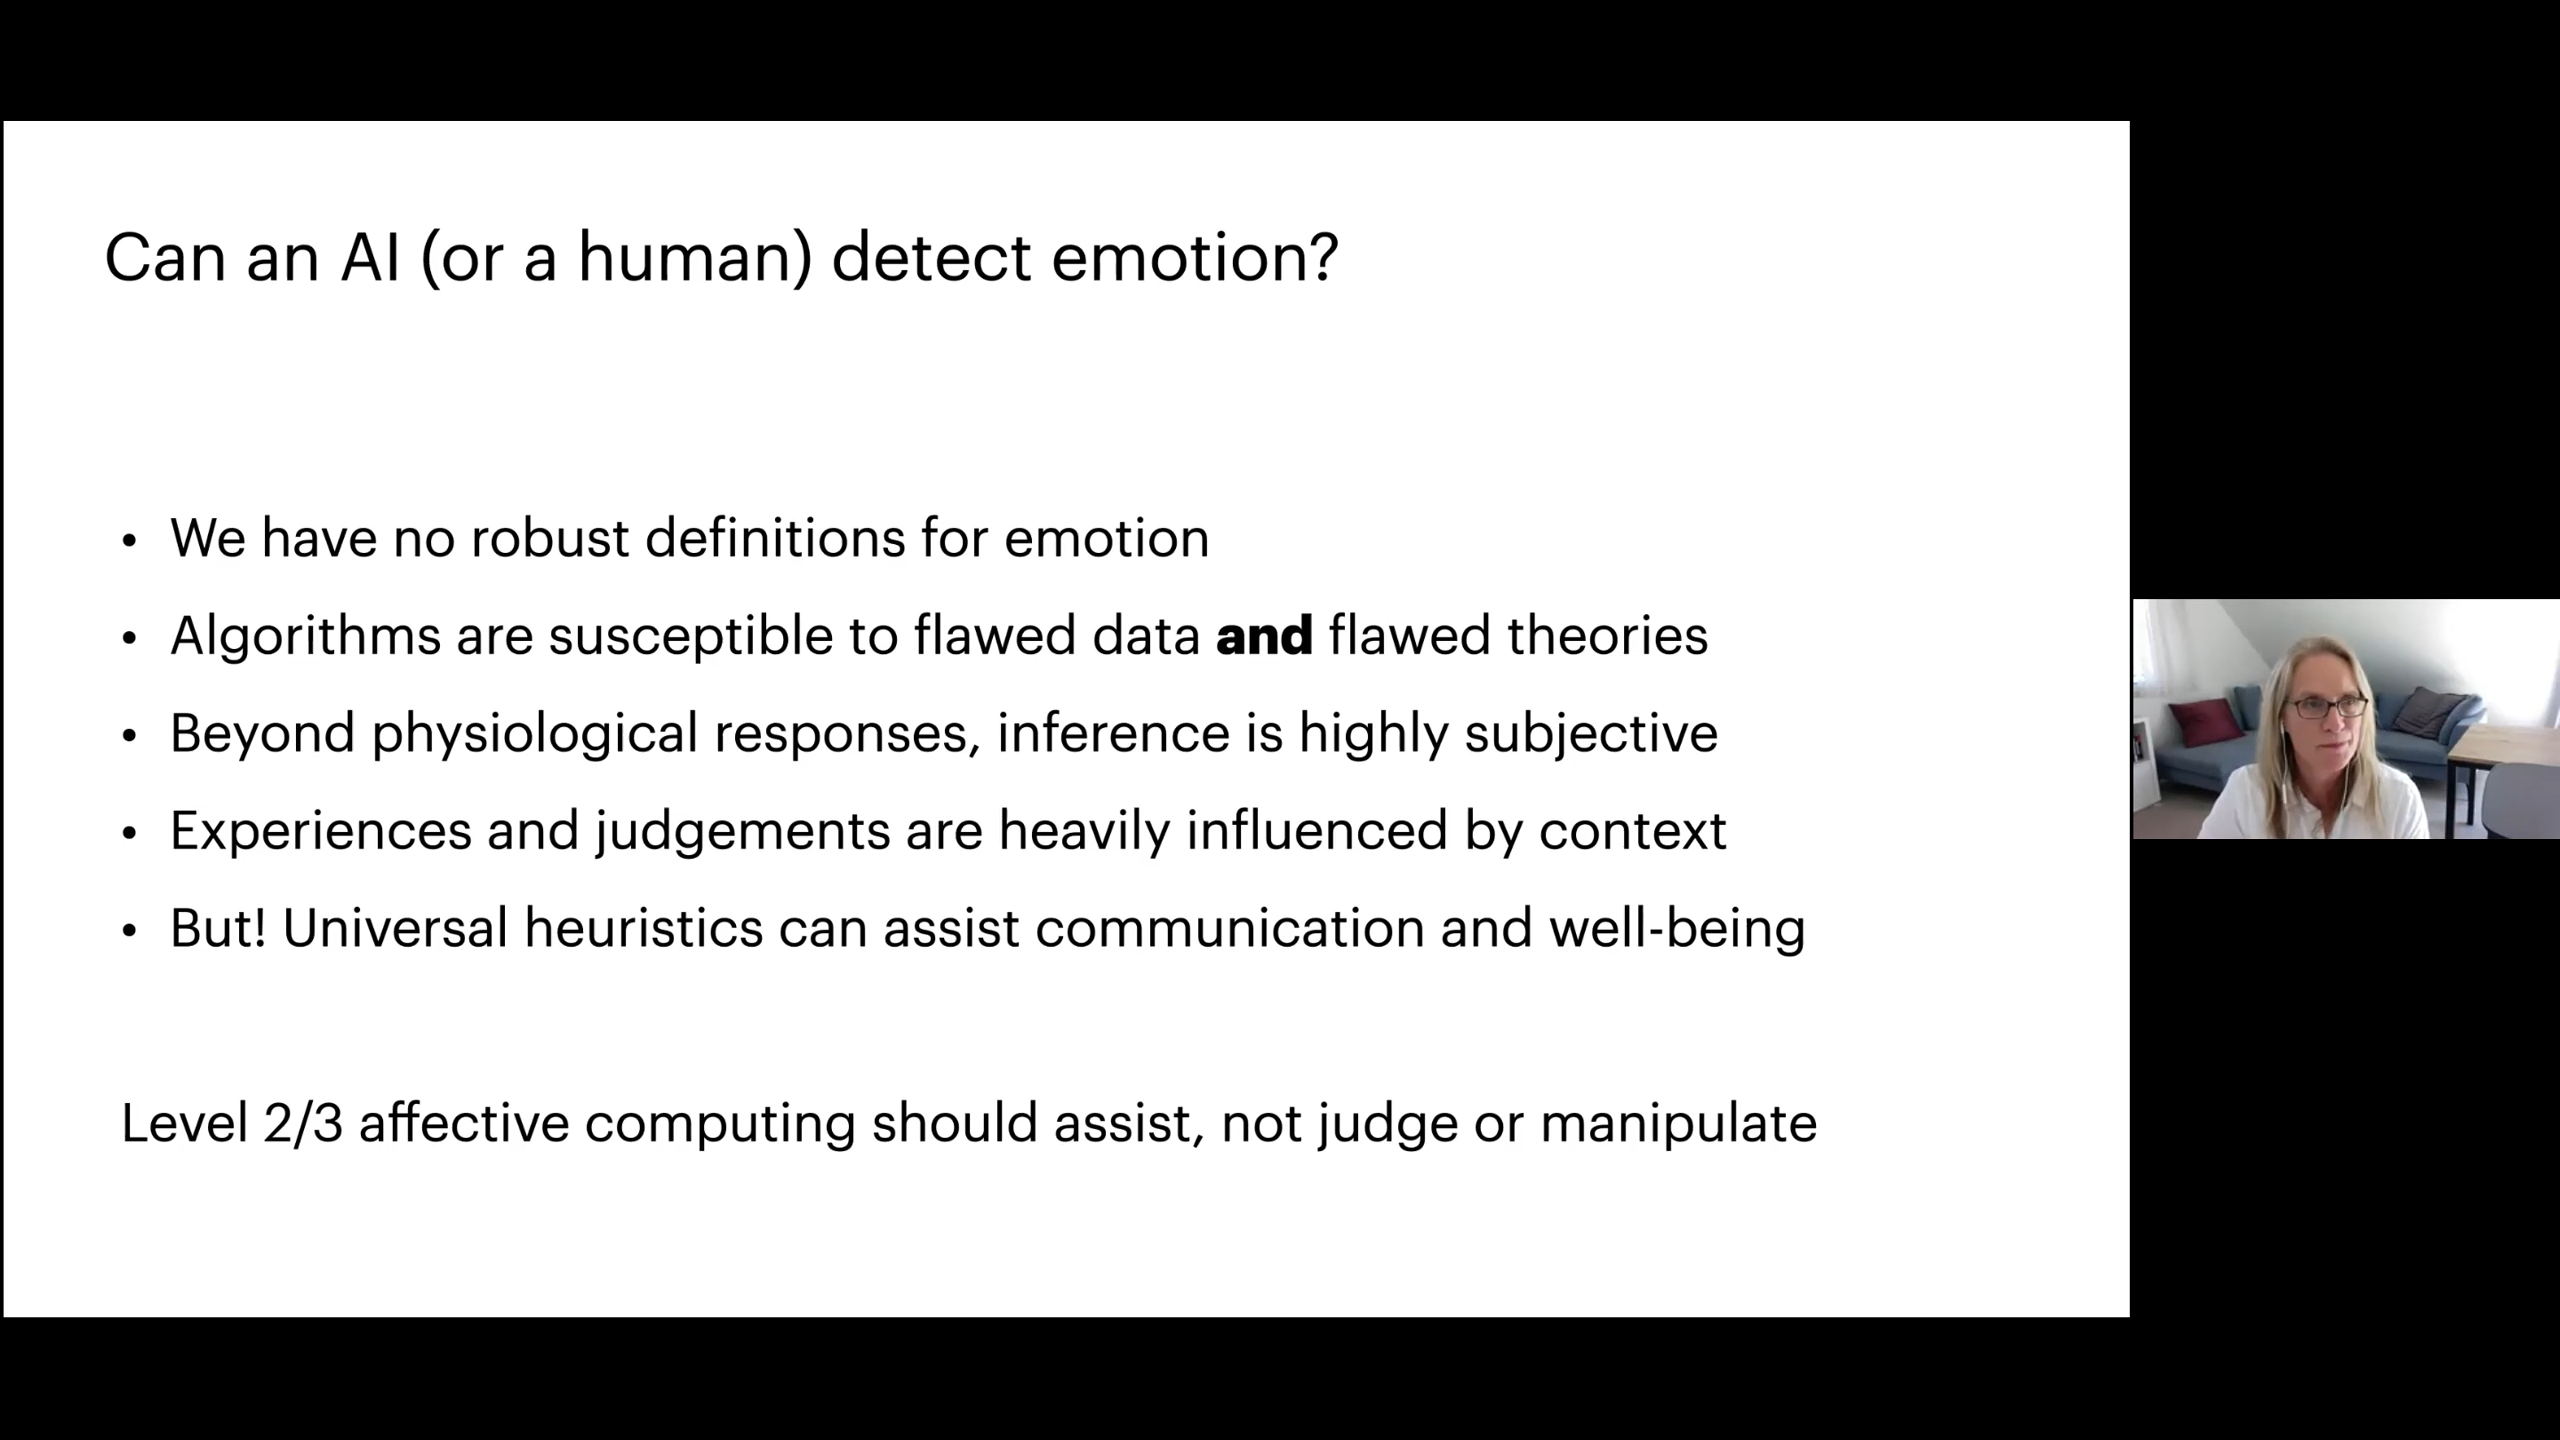 Can an AI (or a human) detect emotion?
• We have no robust definitions for emotion
• Algorithms are susceptible to flawed data and flawed theories
• Beyond physiological responses, inference is highly subjective
• Experiences and judgements are heavily influenced by context
• But! Universal heuristics can assist communication and well-being
Level 2/3 affective computing should assist, not judge or manipulate